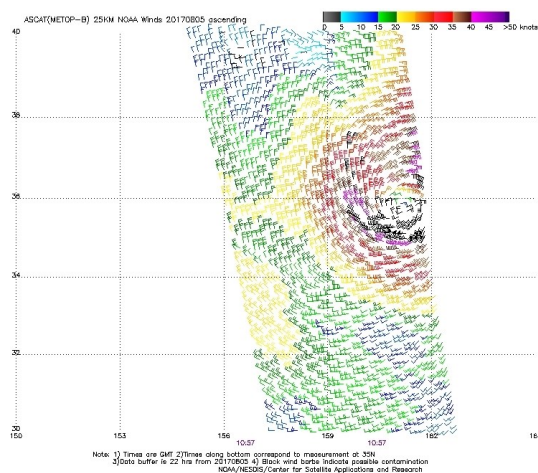 ASCAT(METOP-B) 25KM NOAA Winds 20170805 ascending
0 5 10 15 20 25 30 35 40 45 >50 knots
40
38
36
34
32
30
150 153 156 159 162
10:57 10:57
Note: 1) Times are GMT 2)Times along bottom correspond to measurement at 35N
3)Data buffer is 22 hrs from 20170805 4) Black wind barbs indicate possible contamination
NOAA/NESDIS/Center for Satellite Applications and Research